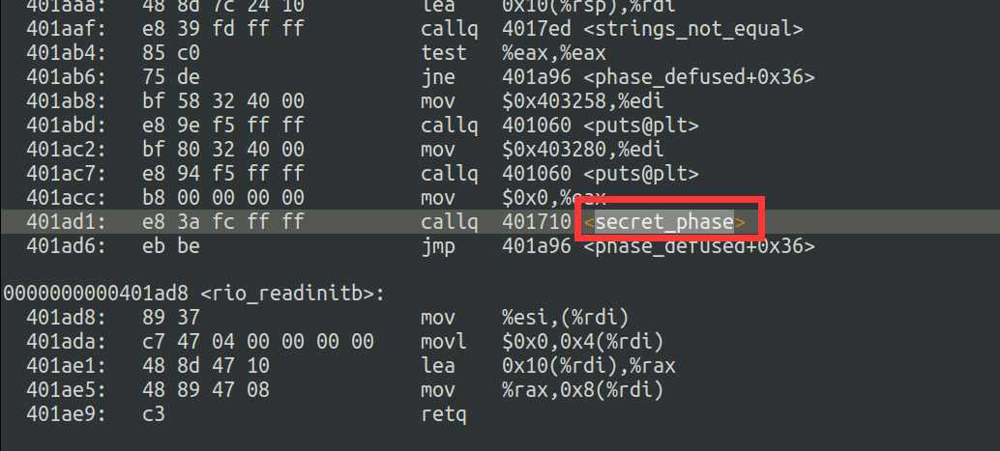 401aaa: 48 8d 7c 24 10 lea 0x10(%rsp),%rdi
401aaf: e8 39 fd ff ff callq 4017ed <strings_not_equal>
401ab4: 85 c0 test %eax,%eax
401ab6: 75 de jne 401a96 <phase_defused+0x36>
401ab8: bf 58 32 40 00 mov $0x403258,%edi
401abd: e8 9e f5 ff ff callq 401060 <puts@plt>
401ac2: bf 80 32 40 00 mov $0x403280,%edi
401ac7: e8 94 f5 ff ff callq 401060 <puts@plt>
401acc: b8 00 00 00 00 mov $0x0,%eax
401ad1: e8 3a fc ff ff callq 401710 <secret_phase>
401ad6: eb be jmp 401a96 <phase_defused+0x36>
0000000000401ad8 <rio_readinitb>:
401ad8: 89 37 mov %esi,(%rdi)
401ada: c7 47 04 00 00 00 00 movl $0x0,0x4(%rdi)
401ae1: 48 8d 47 10 lea 0x10(%rdi),%rax
401ae5: 48 89 47 08 mov %rax,0x8(%rdi)
401ae9: c3 retq